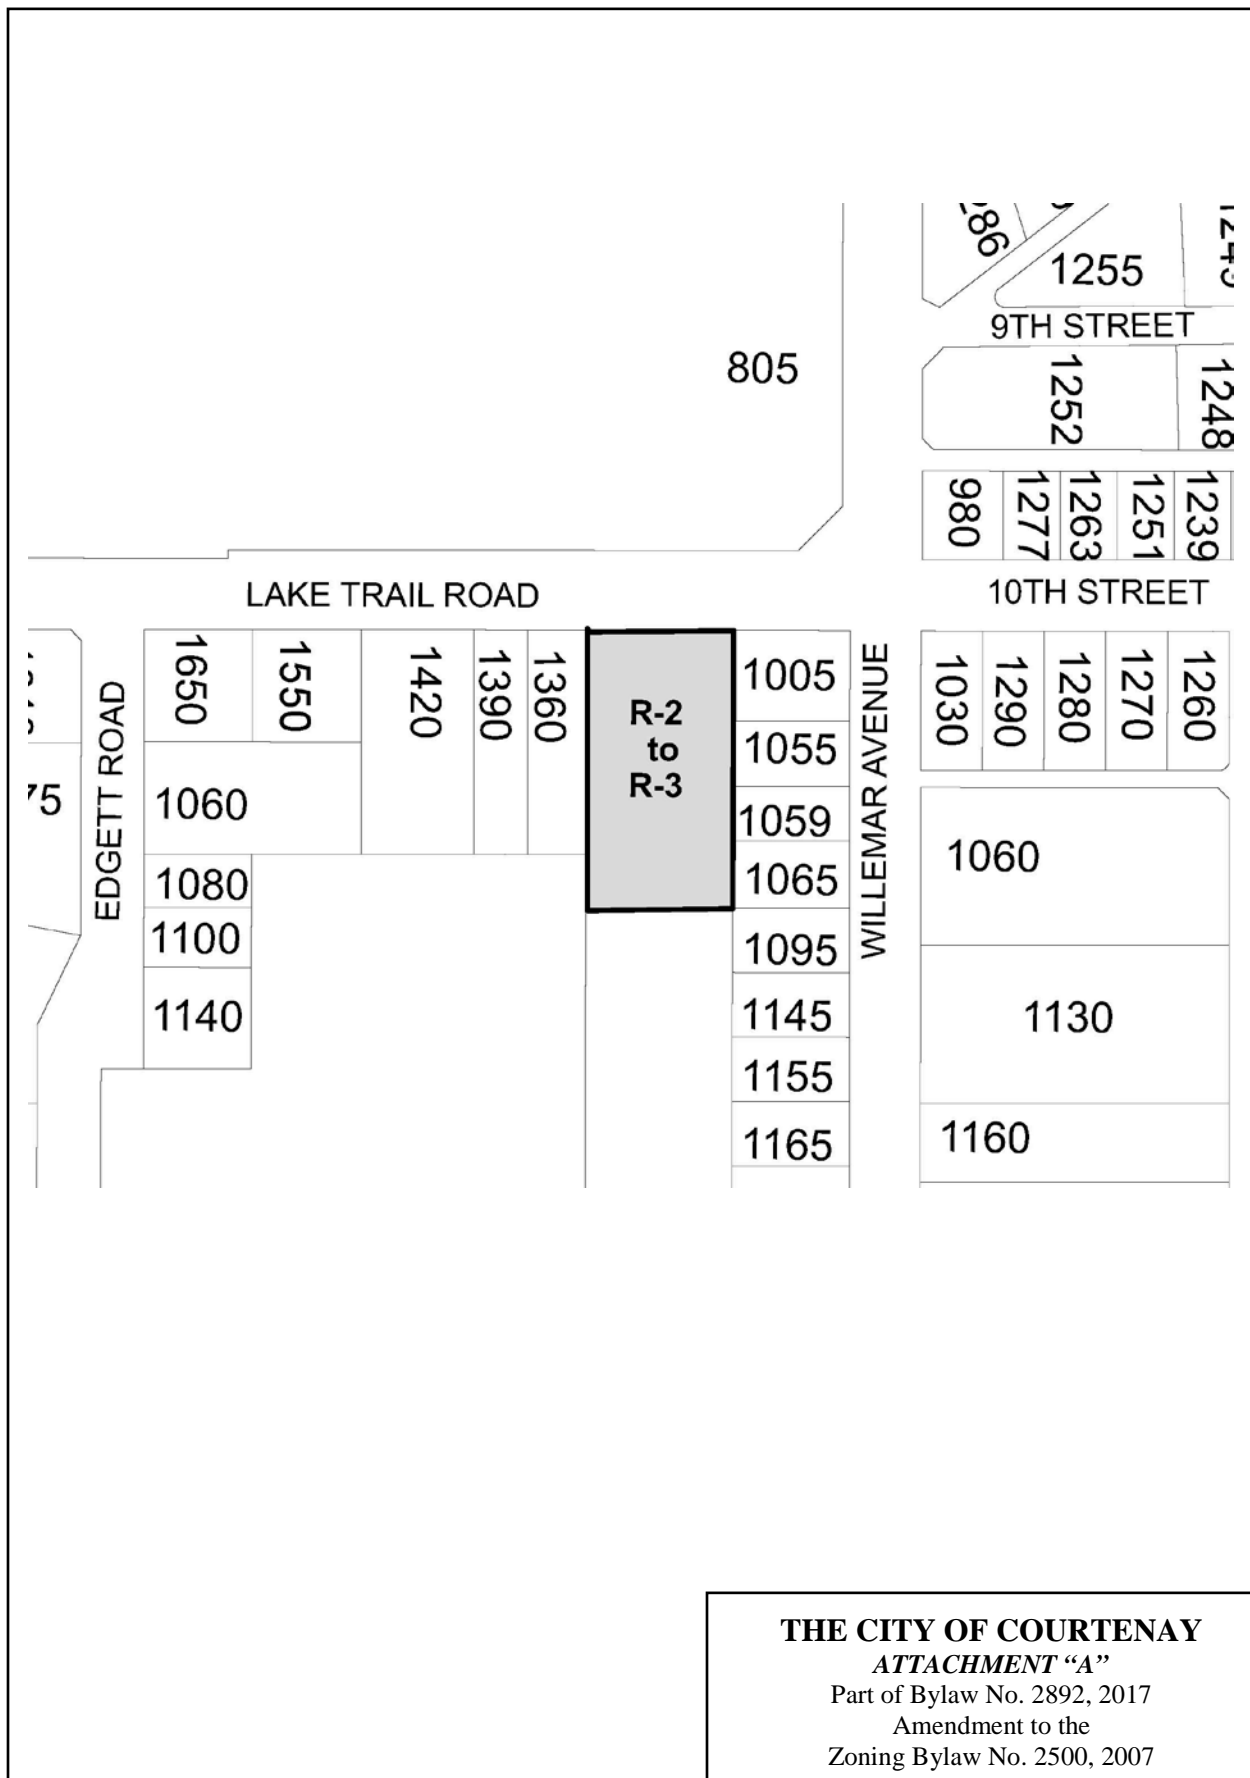 286
1255
9TH STREET
805
1252
1248
980
1277
1263
1251
1239
LAKE TRAIL ROAD
10TH STREET
1650
1550
1420
1390
1360
R-2
to
R-3
1005
1055
1059
1065
1095
1145
1155
1165
WILLEMAR AVENUE
1030
1290
1280
1270
1260
EDGETT ROAD
75
1060
1080
1100
1140
1060
1130
1160
THE CITY OF COURTENAY
ATTACHMENT “A”
Part of Bylaw No. 2892, 2017
Amendment to the
Zoning Bylaw No. 2500, 2007